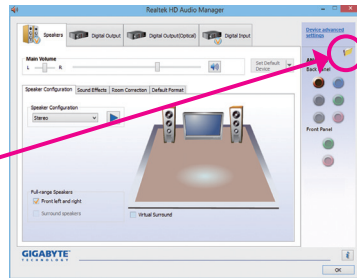 Realtek HD Audio Manager
Speakers
Digital Output
Digital Output(Optical)
Digital Input
Device advanced
settings
Main Volume
L
R
Set Default
Device
Back Panel
Speaker Configuration
Sound Effects
Room Correction
Default Format
Speaker Configuration
Stereo
Front Panel
Full-range Speakers
Front left and right
Surround speakers
Virtual Surround
GIGABYTE
TECHNOLOGY
OK